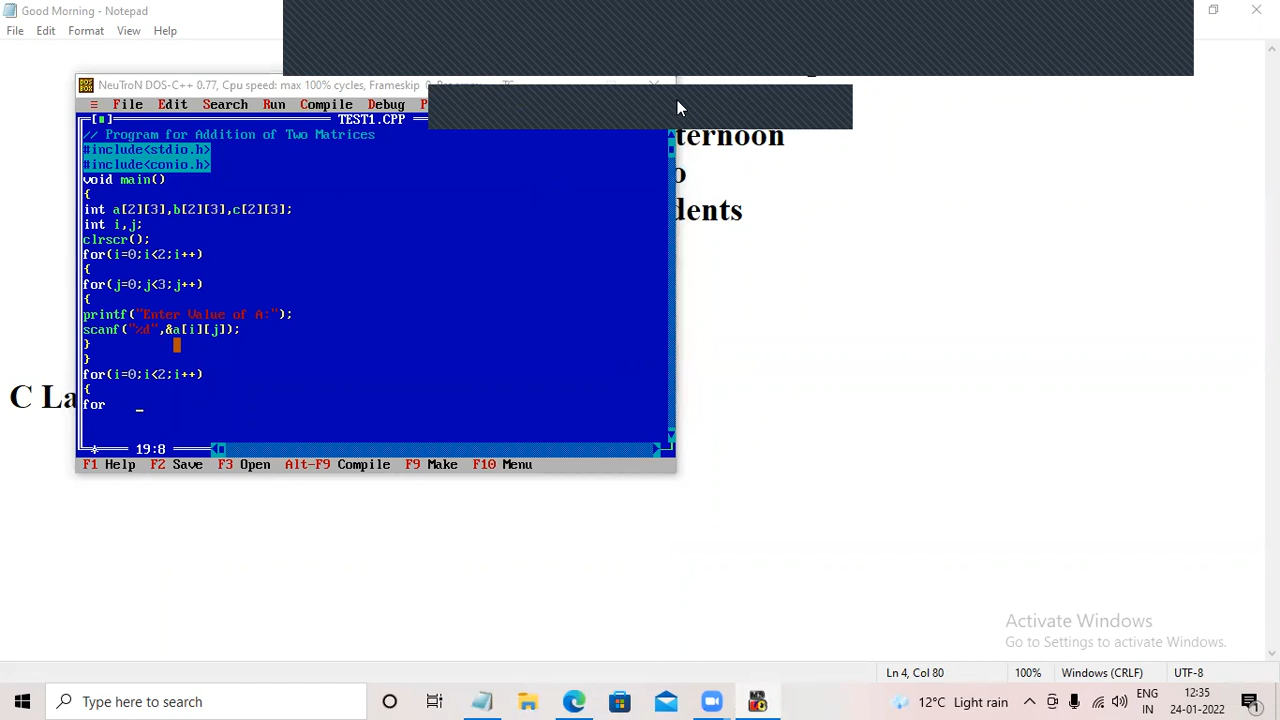 Good Morning - Notepad
File Edit Format View Help
NeuTroN DOS-C++ 0.77, Cpu speed: max 100% cycles, Frameskip 0,
File Edit Search Run Compile Debug
TEST1.CPP
// Program for Addition of Two Matrices
#include<stdio.h>
#include<conio.h>
void main()
{
int a[2][3],b[2][3],c[2][3];
int i,j;
clrscr();
for(i=0;i<2;i++)
{
for(j=0;j<3;j++)
{
printf("Enter Value of A:");
scanf("%d",&a[i][j]);
}
}
for(i=0;i<2;i++)
{
for _
19:8
F1 Help F2 Save F3 Open Alt-F9 Compile F9 Make F10 Menu
ternoon
o
dents
C La
Activate Windows
Go to Settings to activate Windows.
Ln 4, Col 80 100% Windows (CRLF) UTF-8
Type here to search
12°C Light rain
ENG
IN
12:35
24-01-2022
1